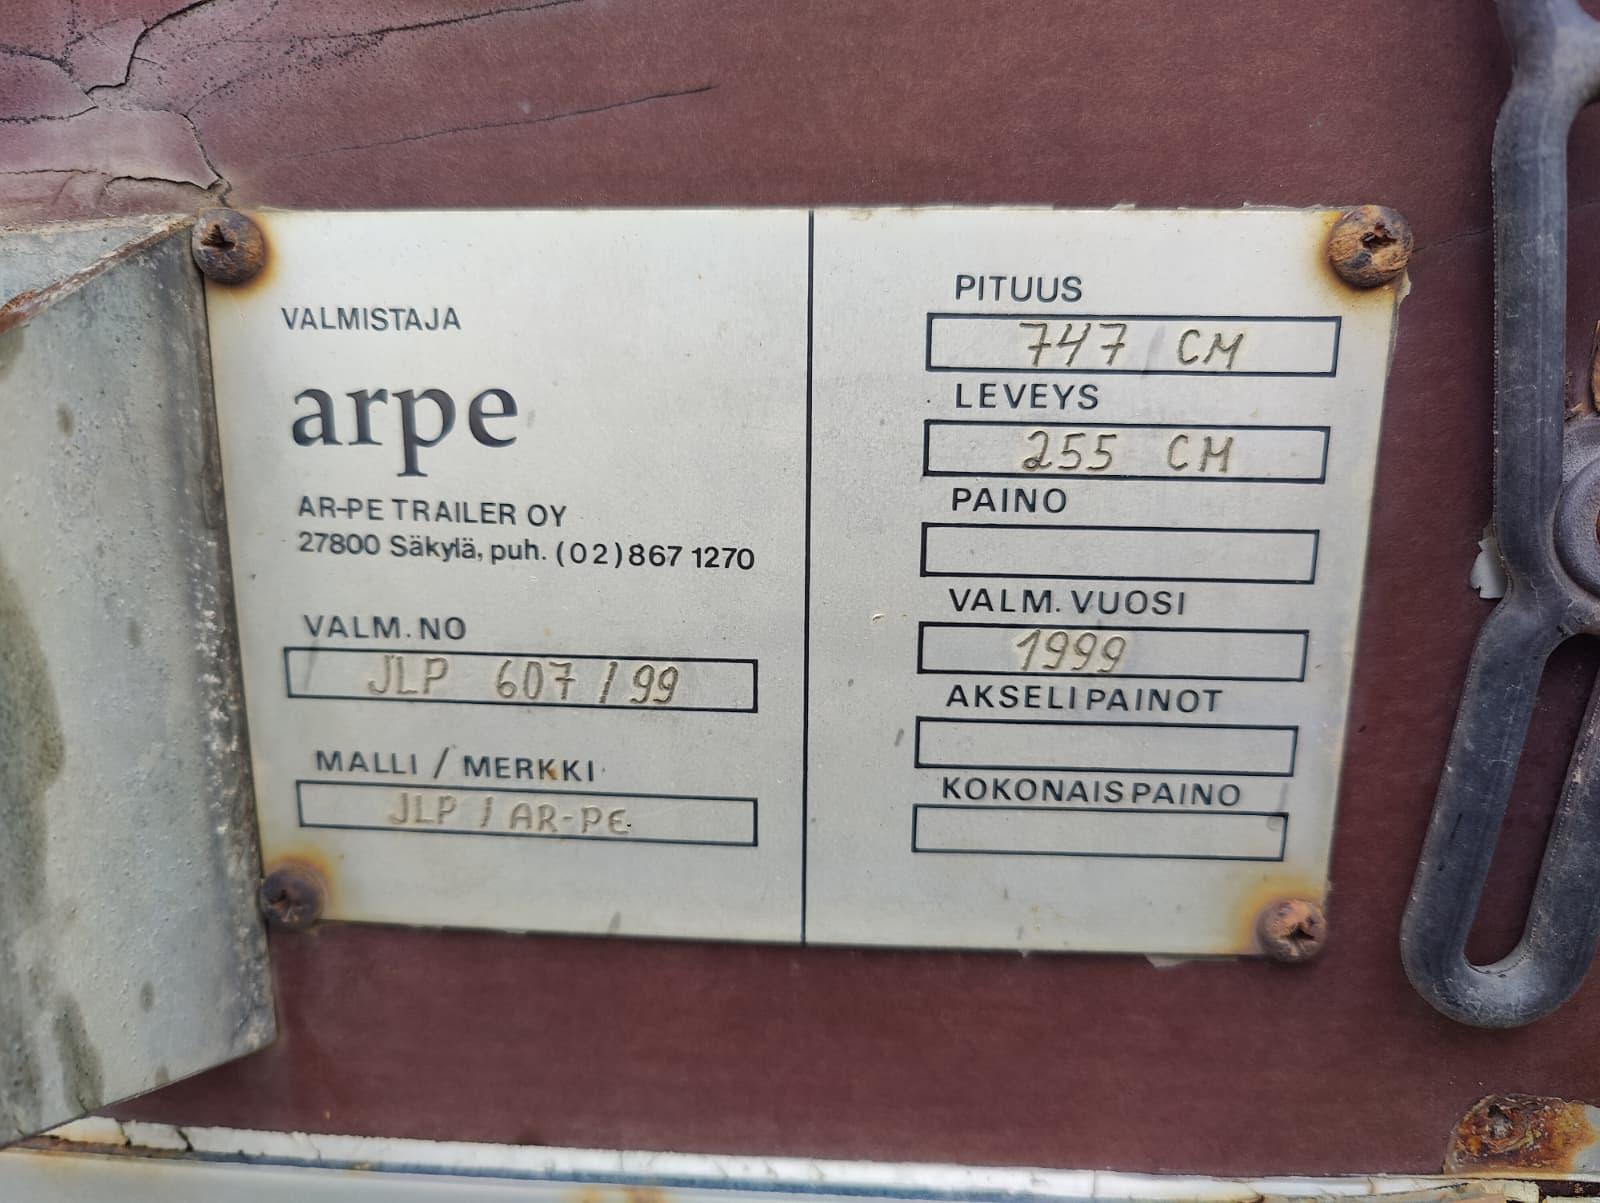 VALMISTAJA
arpe
AR-PE TRAILER OY
27800 Säkylä, puh. (02) 867 1270
VALM. NO
JLP 607 / 99
MALLI / MERKKI
JLP / AR-PE
PITUUS
747 CM
LEVEYS
255 CM
PAINO
VALM. VUOSI
1999
AKSELIPAINOT
KOKONAISPAINO